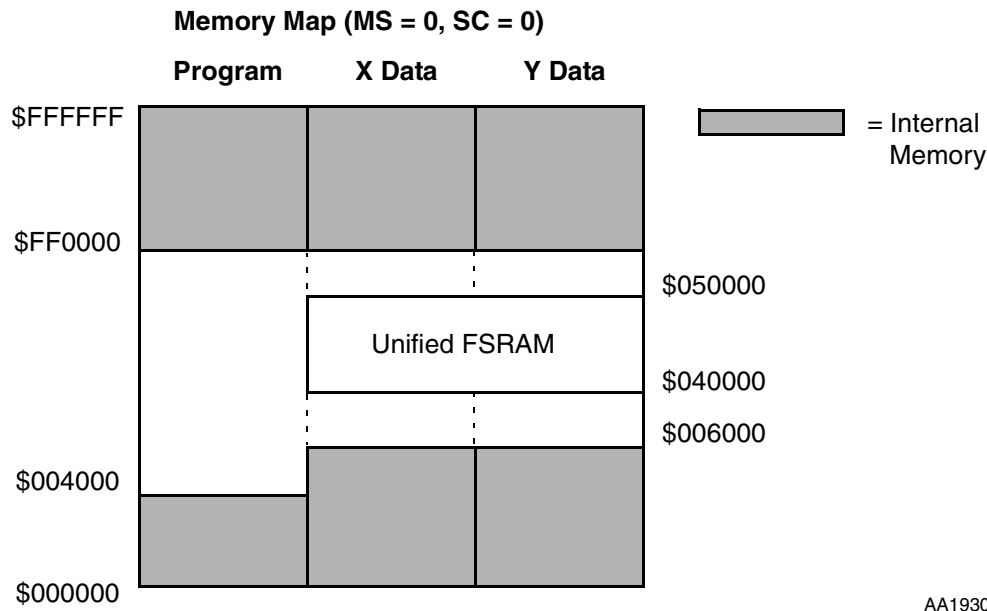 Memory Map (MS = 0, SC = 0)
Program X Data Y Data
$FFFFFF
= Internal
Memory
$FF0000
$050000
Unified FSRAM
$040000
$006000
$004000
$000000
AA1930